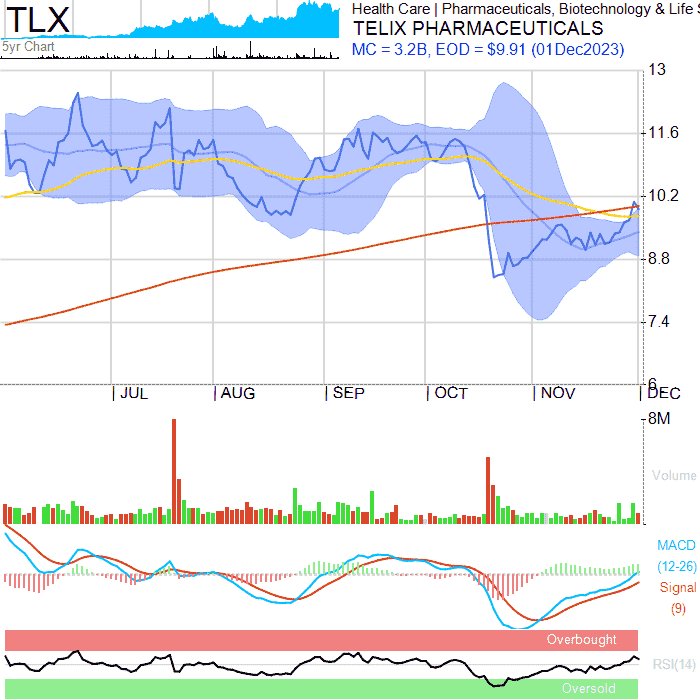 TLX
5yr Chart
Health Care | Pharmaceuticals, Biotechnology & Life S
TELIX PHARMACEUTICALS
MC = 3.2B, EOD = $9.91 (01Dec2023)
13
11.6
10.2
8.8
7.4
6
JUL AUG SEP OCT NOV DEC
8M
Volume
MACD
(12-26)
Signal
(9)
Overbought
RSI(14)
Oversold